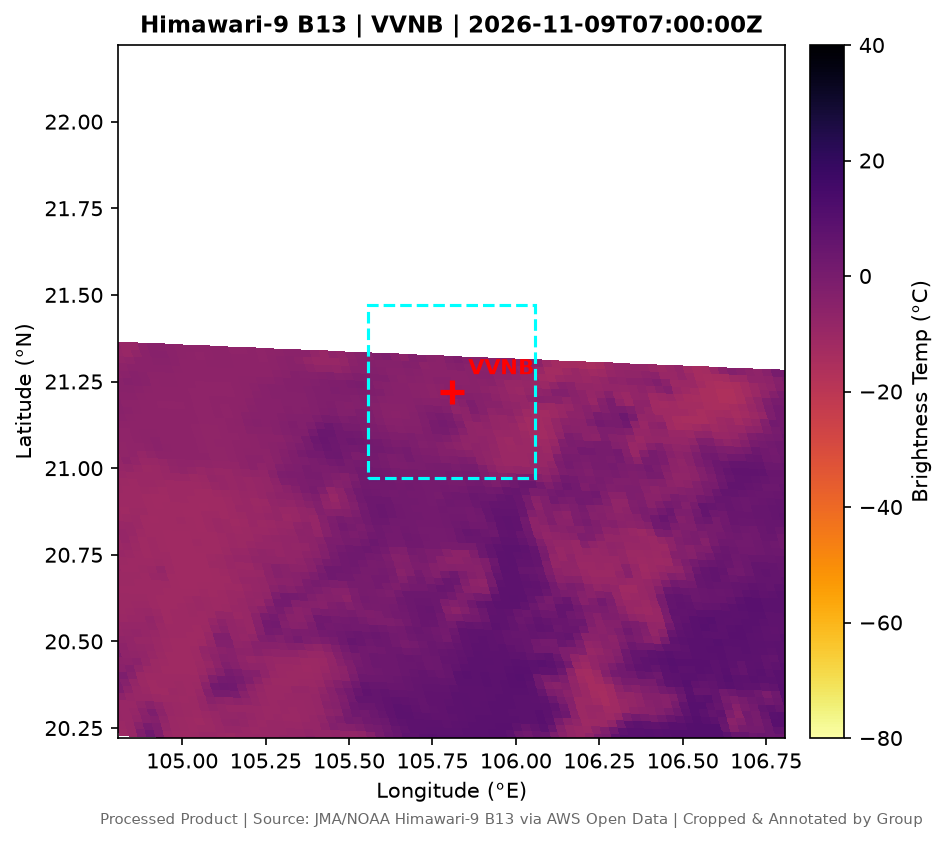 Himawari-9 B13 | VVNB | 2026-11-09T07:00:00Z
22.00
21.75
21.50
21.25
21.00
20.75
20.50
20.25
Latitude (°N)
VVNB
105.00 105.25 105.50 105.75 106.00 106.25 106.50 106.75
Longitude (°E)
40
20
0
−20
−40
−60
−80
Brightness Temp (°C)
Processed Product | Source: JMA/NOAA Himawari-9 B13 via AWS Open Data | Cropped & Annotated by Group